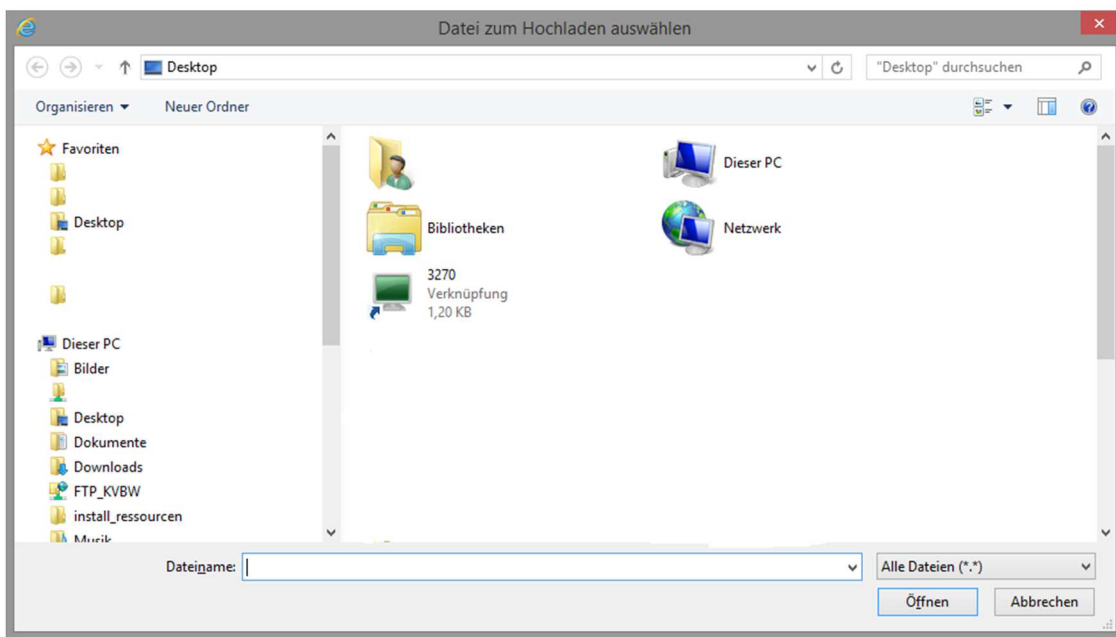 Datei zum Hochladen auswählen
Desktop
"Desktop" durchsuchen
Organisieren
Neuer Ordner
Favoriten
Desktop
Dieser PC
Bilder
Desktop
Dokumente
Downloads
FTP_KVBW
install_ressourcen
Musik
Dieser PC
Bibliotheken
Netzwerk
3270
Verknüpfung
1,20 KB
Dateiname:
Alle Dateien (*.*)
Öffnen
Abbrechen